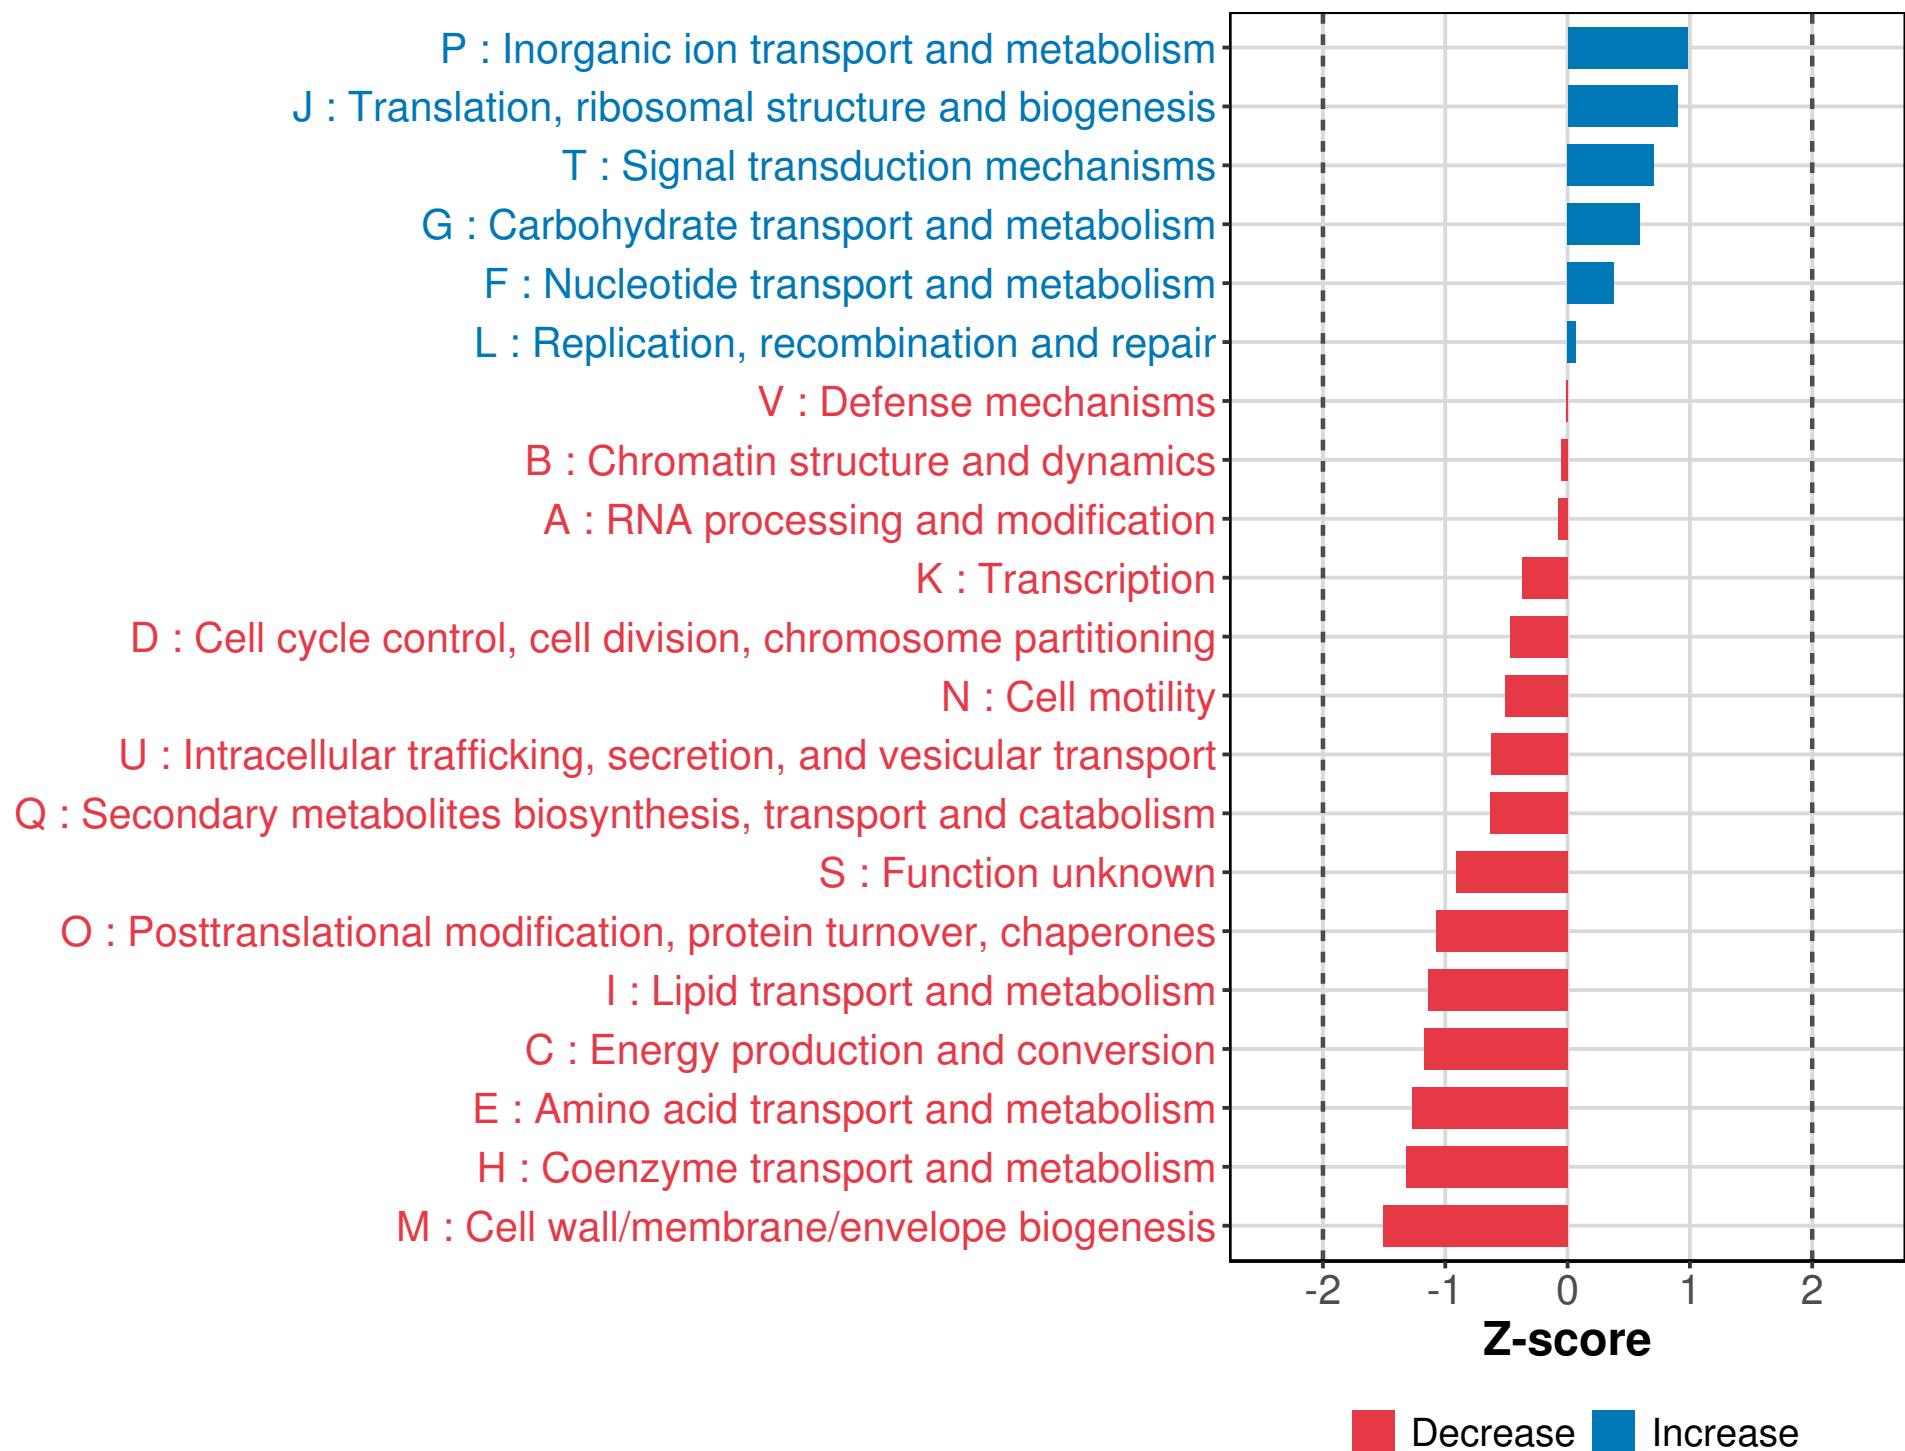 P : Inorganic ion transport and metabolism
J : Translation, ribosomal structure and biogenesis
T : Signal transduction mechanisms
G : Carbohydrate transport and metabolism
F : Nucleotide transport and metabolism
L : Replication, recombination and repair
V : Defense mechanisms
B : Chromatin structure and dynamics
A : RNA processing and modification
K : Transcription
D : Cell cycle control, cell division, chromosome partitioning
N : Cell motility
U : Intracellular trafficking, secretion, and vesicular transport
Q : Secondary metabolites biosynthesis, transport and catabolism
S : Function unknown
O : Posttranslational modification, protein turnover, chaperones
I : Lipid transport and metabolism
C : Energy production and conversion
E : Amino acid transport and metabolism
H : Coenzyme transport and metabolism
M : Cell wall/membrane/envelope biogenesis
-2 -1 0 1 2
Z-score
Decrease Increase